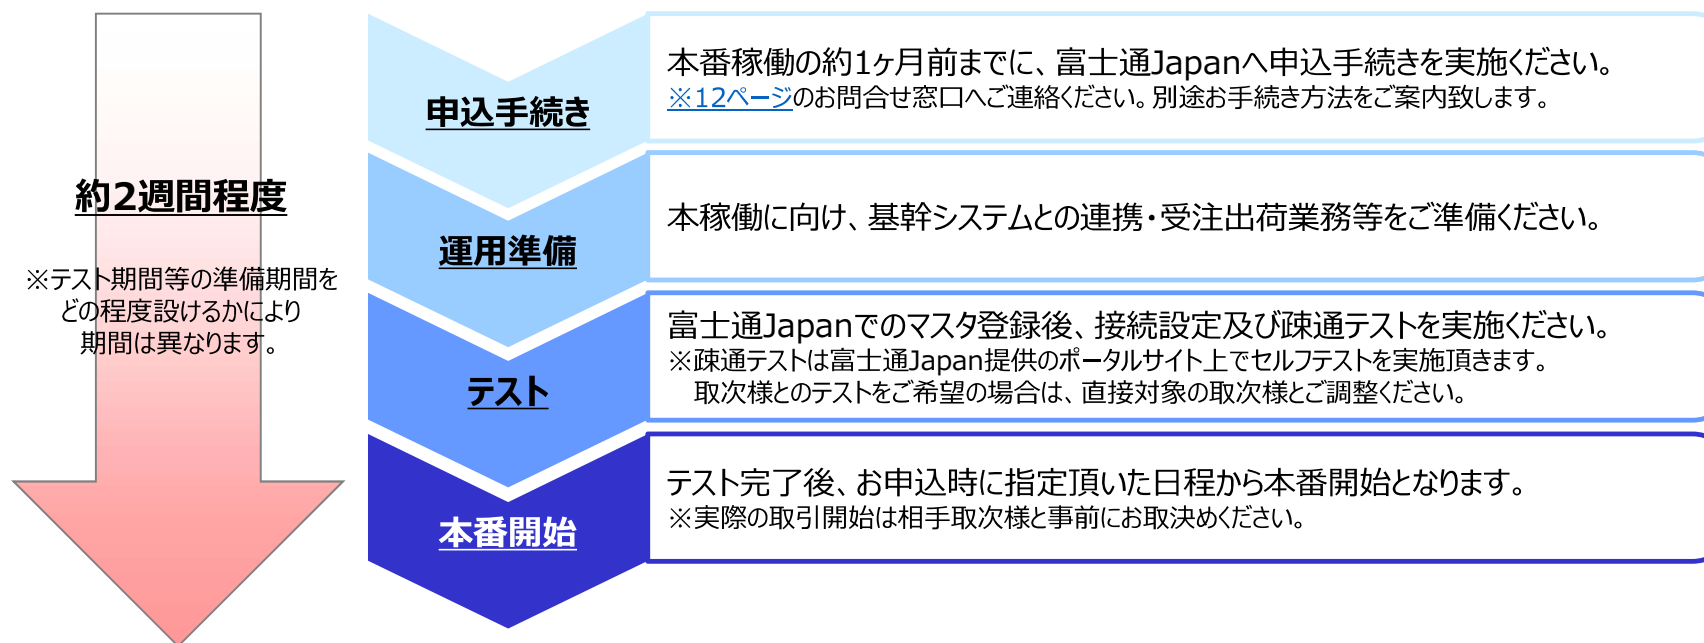 約2週間程度
※テスト期間等の準備期間を
どの程度設けるかにより
期間は異なります。
申込手続き
本番稼働の約1ヶ月前までに、富士通Japanへ申込手続きを実施ください。
※12ページのお問合せ窓口へご連絡ください。別途お手続き方法をご案内致します。
運用準備
本稼働に向け、基幹システムとの連携・受注出荷業務等をご準備ください。
テスト
富士通Japanでのマスタ登録後、接続設定及び疎通テストを実施ください。
※疎通テストは富士通Japan提供のポータルサイト上でセルフテストを実施頂きます。
取次様とのテストをご希望の場合は、直接対象の取次様とご調整ください。
本番開始
テスト完了後、お申込時に指定頂いた日程から本番開始となります。
※実際の取引開始は相手取次様と事前にお取決めください。